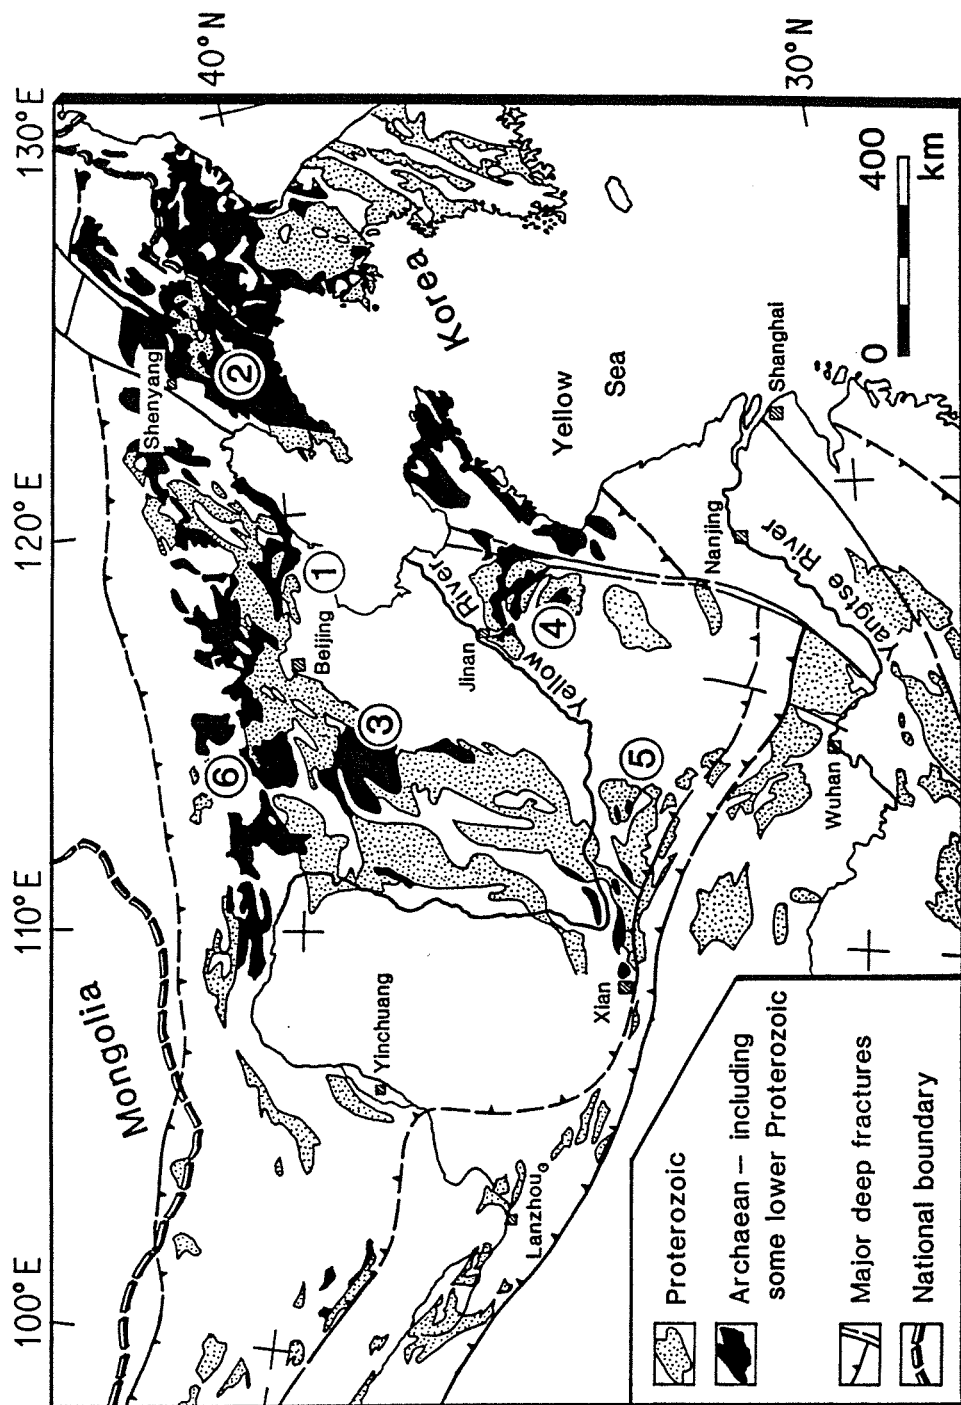 100°E
110°E
120°E
130°E
40°N
30°N
Mongolia
Shenyang
2
Korea
6
1
Beijing
3
Yellow
Sea
Yinchuang
Jinan
Yellow
River
4
5
Xian
Lanzhou
Nanjing
Shanghai
Yangtse River
Wuhan
0
400
km
Proterozoic
Archaean – including
some lower Proterozoic
Major deep fractures
National boundary